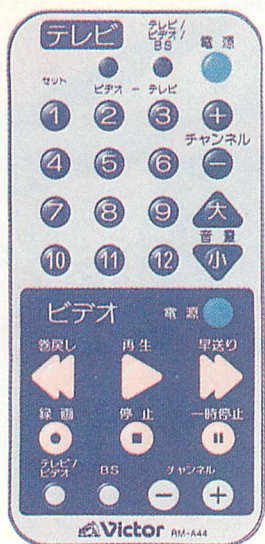 テレビ
テレビ/
ビデオ/
BS
電源
セット
ビデオ － テレビ
1 2 3 +
チャンネル
4 5 6 −
7 8 9 大
音量
10 11 12 小
ビデオ 電源
巻戻し 再生 早送り
録画 停止 一時停止
テレビ/
ビデオ BS チャンネル
− +
Victor RM-A44